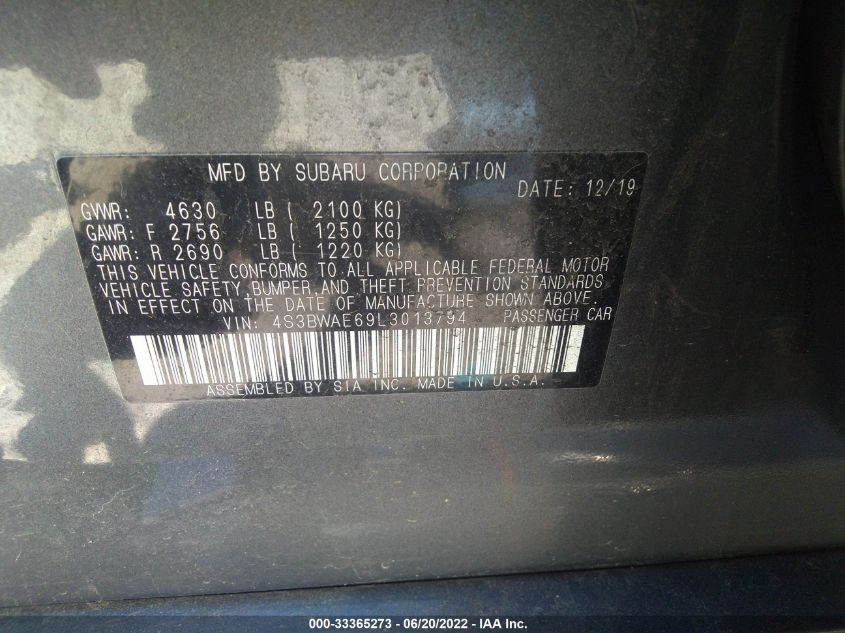 MFD BY SUBARU CORPORATION
DATE: 12/19
GVWR: 4630 LB ( 2100 KG)
GAWR: F 2756 LB ( 1250 KG)
GAWR: R 2690 LB ( 1220 KG)
THIS VEHICLE CONFORMS TO ALL APPLICABLE FEDERAL MOTOR
VEHICLE SAFETY, BUMPER, AND THEFT PREVENTION STANDARDS
IN EFFECT ON THE DATE OF MANUFACTURE SHOWN ABOVE.
VIN: 4S3BWAE69L3013794 PASSENGER CAR
ASSEMBLED BY SIA INC. MADE IN U.S.A.
000-33365273 - 06/20/2022 - IAA Inc.